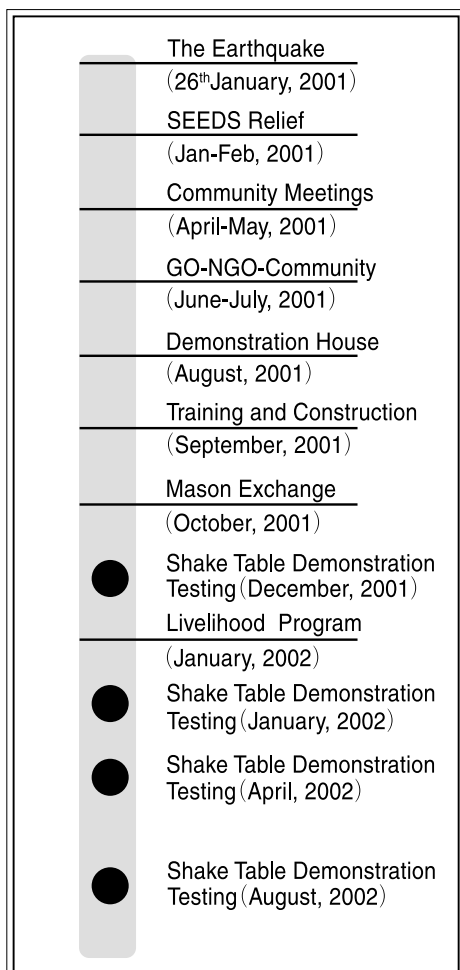 The Earthquake
(26thJanuary, 2001)
SEEDS Relief
(Jan-Feb, 2001)
Community Meetings
(April-May, 2001)
GO-NGO-Community
(June-July, 2001)
Demonstration House
(August, 2001)
Training and Construction
(September, 2001)
Mason Exchange
(October, 2001)
Shake Table Demonstration
Testing(December, 2001)
Livelihood Program
(January, 2002)
Shake Table Demonstration
Testing(January, 2002)
Shake Table Demonstration
Testing(April, 2002)
Shake Table Demonstration
Testing(August, 2002)